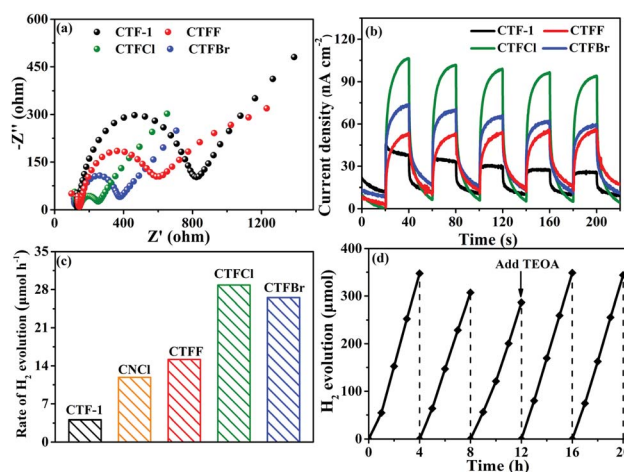 (a)
CTF-1 CTFF
CTFCl CTFBr
600
450
300
150
0
-Z'' (ohm)
0 400 800 1200
Z' (ohm)
(b)
CTF-1 CTFF
CTFCl CTFBr
120
90
60
30
0
Current density (nA cm-2)
0 40 80 120 160 200
Time (s)
(c)
35
28
21
14
7
0
Rate of H2 evolution (μmol h-1)
CTF-1
CNCl
CTFF
CTFCl
CTFBr
(d)
Add TEOA
400
300
200
100
0
H2 evolution (μmol)
0 4 8 12 16 20
Time (h)